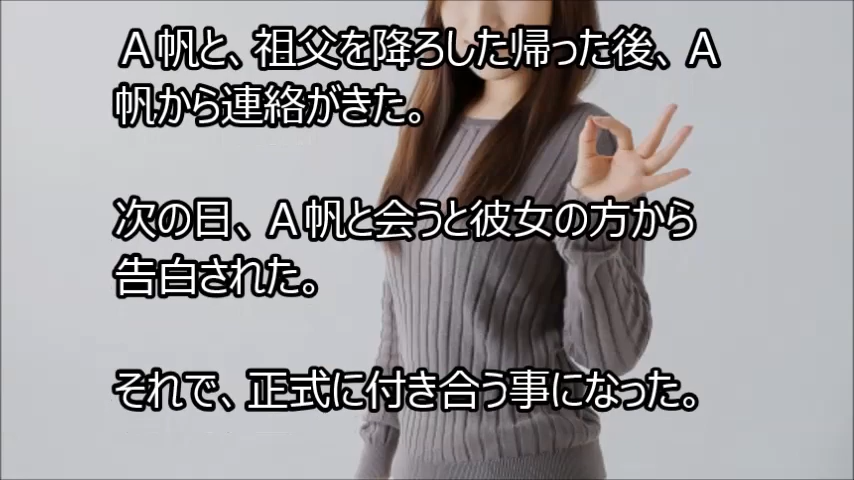 A帆と、祖父を降ろした帰った後、A
帆から連絡がきた。
次の日、A帆と会うと彼女の方から
告白された。
それで、正式に付き合う事になった。